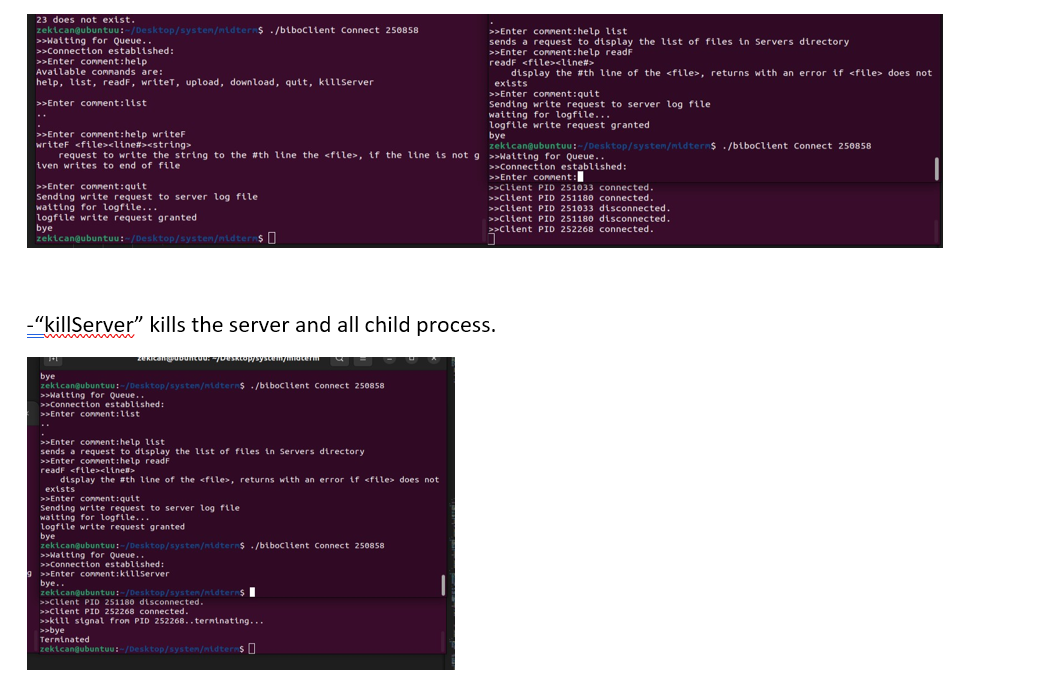 23 does not exist.
zekican@ubuntuu:~/Desktop/system/midterm$ ./biboClient Connect 250858
>>Waiting for Queue..
>>Connection established:
>>Enter comment:help
Available commands are:
help, list, readF, writeT, upload, download, quit, killServer
>>Enter comment:list
..
.
>>Enter comment:help writeF
writeF <file><line#><string>
request to write the string to the #th line the <file>, if the line is not g
iven writes to end of file
>>Enter comment:quit
Sending write request to server log file
waiting for logfile...
logfile write request granted
bye
zekican@ubuntuu:~/Desktop/system/midterm$
.
>>Enter comment:help list
sends a request to display the list of files in Servers directory
>>Enter comment:help readF
readF <file><line#>
display the #th line of the <file>, returns with an error if <file> does not
exists
>>Enter comment:quit
Sending write request to server log file
waiting for logfile...
logfile write request granted
bye
zekican@ubuntuu:~/Desktop/system/midterm$ ./biboClient Connect 250858
>>Waiting for Queue..
>>Connection established:
>>Enter comment:
>>Client PID 251033 connected.
>>Client PID 251180 connected.
>>Client PID 251033 disconnected.
>>Client PID 251180 disconnected.
>>Client PID 252268 connected.
-“killServer” kills the server and all child process.
zekican@ubuntuu: ~/Desktop/system/midterm
bye
zekican@ubuntuu:~/Desktop/system/midterm$ ./biboClient Connect 250858
>>Waiting for Queue..
>>Connection established:
>>Enter comment:list
..
.
>>Enter comment:help list
sends a request to display the list of files in Servers directory
>>Enter comment:help readF
readF <file><line#>
display the #th line of the <file>, returns with an error if <file> does not
exists
>>Enter comment:quit
Sending write request to server log file
waiting for logfile...
logfile write request granted
bye
zekican@ubuntuu:~/Desktop/system/midterm$ ./biboClient Connect 250858
>>Waiting for Queue..
>>Connection established:
g >>Enter comment:killServer
bye..
zekican@ubuntuu:~/Desktop/system/midterm$
>>Client PID 251180 disconnected.
>>Client PID 252268 connected.
>>kill signal from PID 252268..terminating...
>>bye
Terminated
zekican@ubuntuu:~/Desktop/system/midterm$